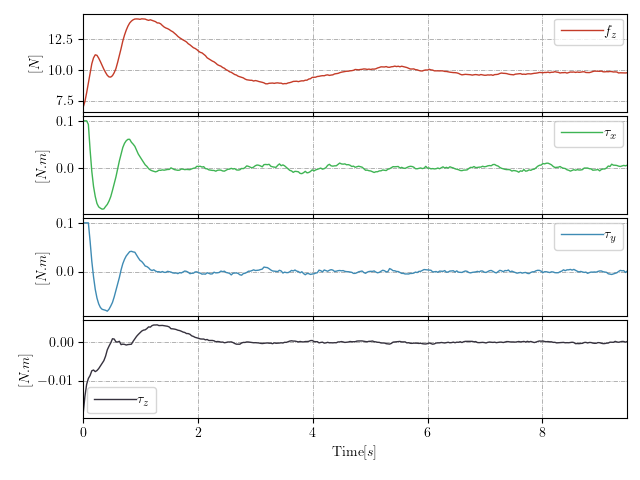 12.5
10.0
7.5
[N]
f_z
0.1
0.0
[N.m]
τ_x
0.1
0.0
[N.m]
τ_y
0.00
−0.01
[N.m]
τ_z
0 2 4 6 8
Time[s]